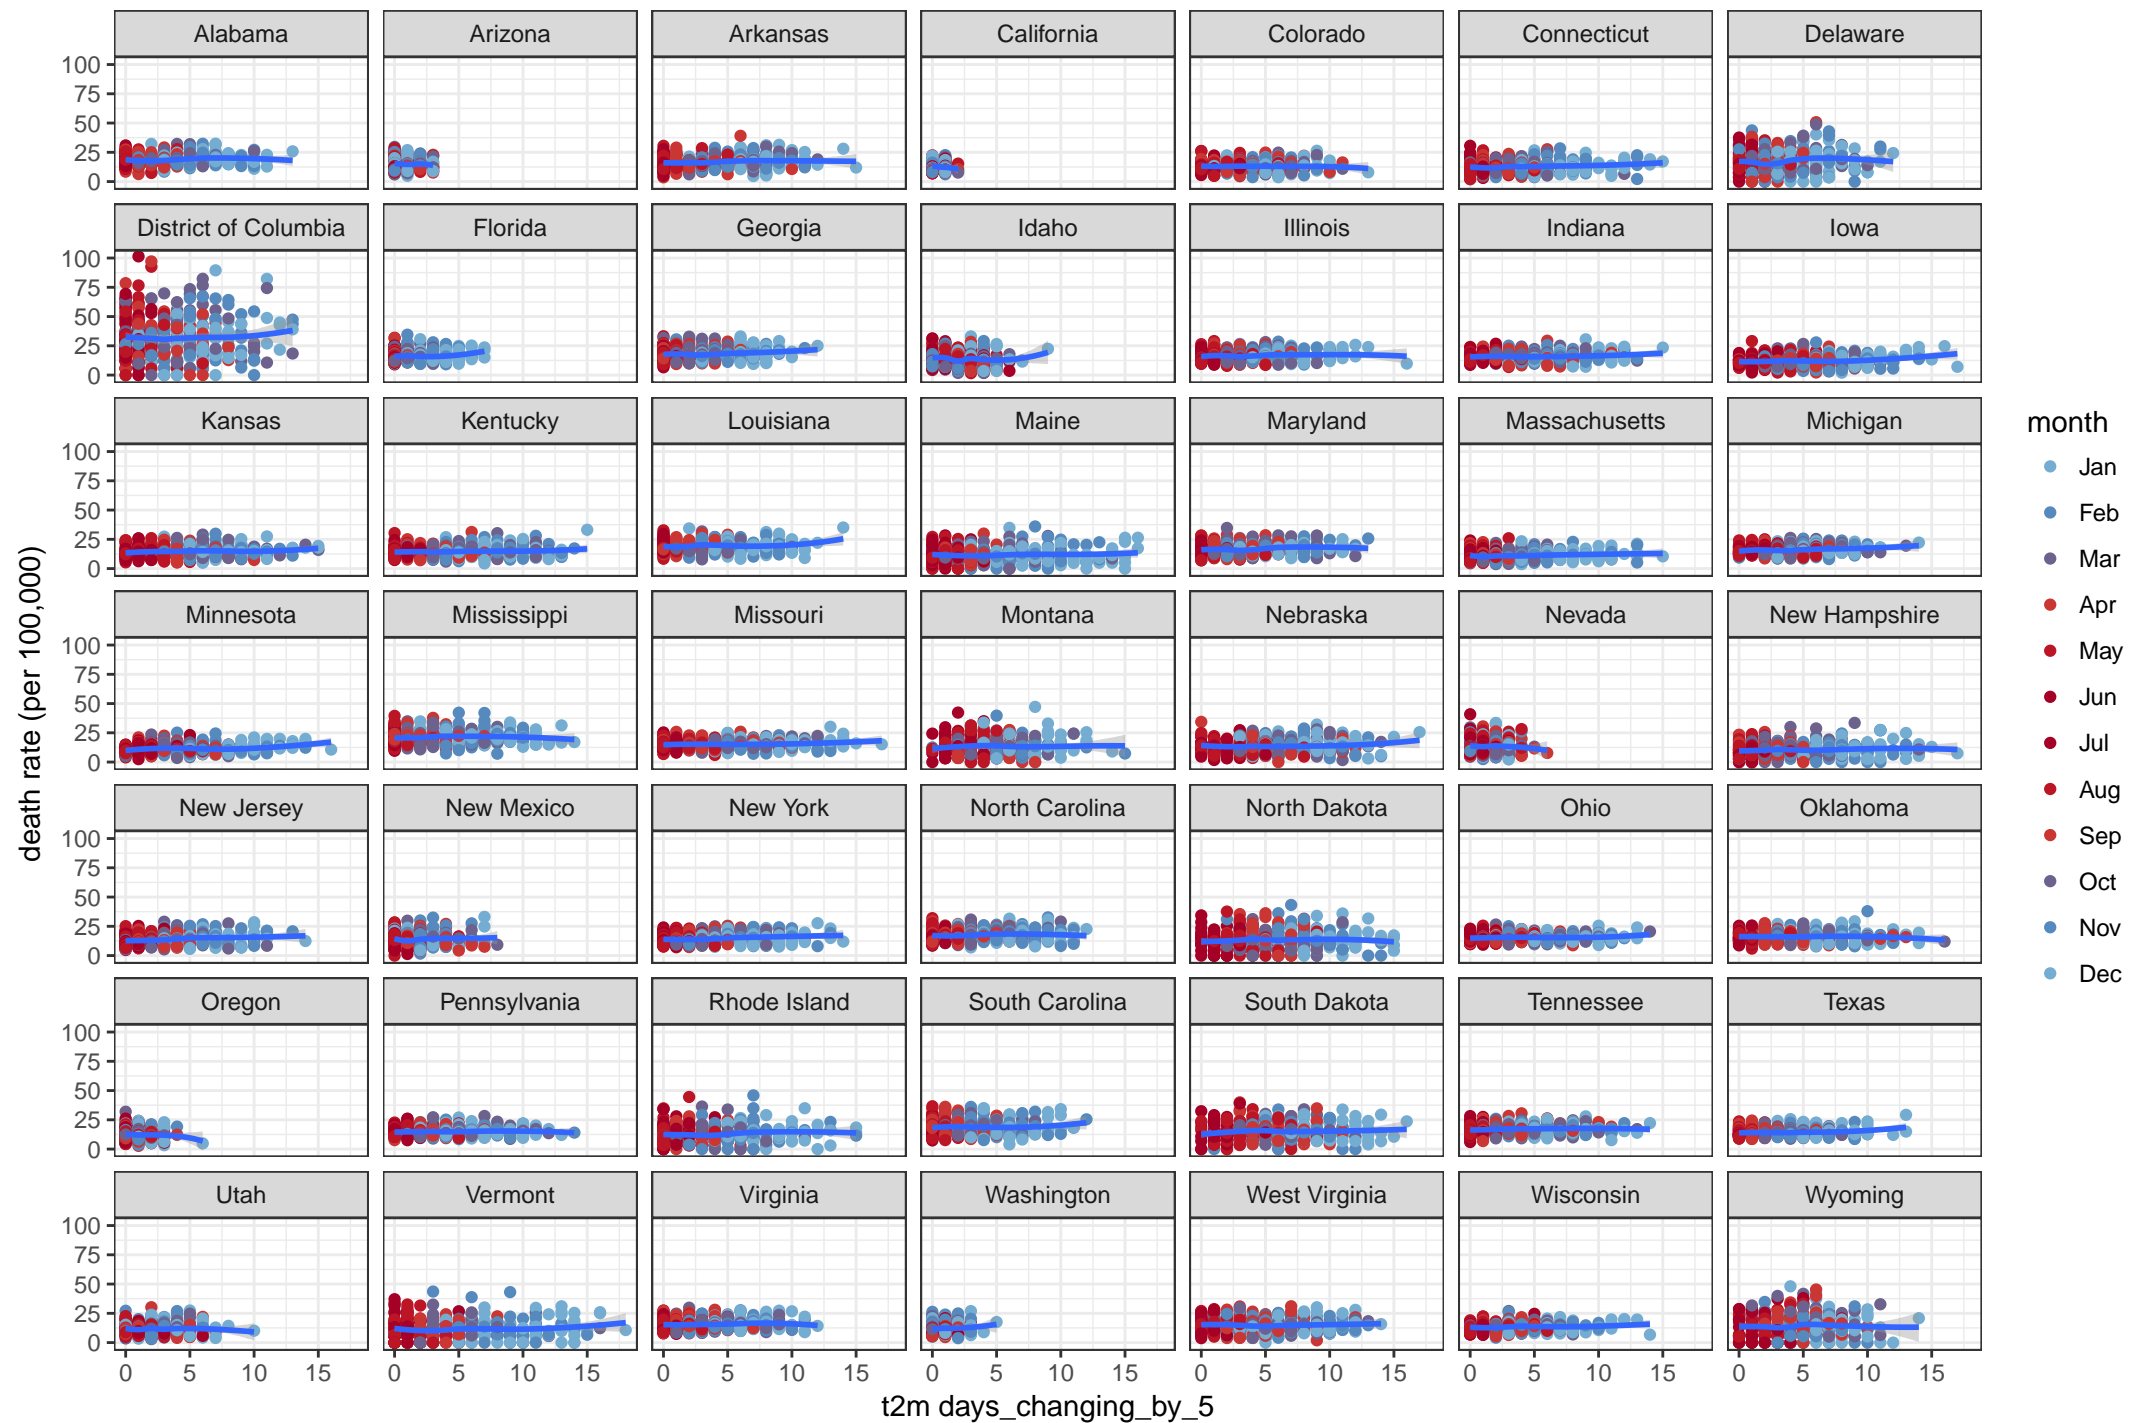 Alabama Arizona Arkansas California Colorado Connecticut Delaware
100
75
50
25
0
District of Columbia Florida Georgia Idaho Illinois Indiana Iowa
100
75
50
25
0
Kansas Kentucky Louisiana Maine Maryland Massachusetts Michigan
100
75
50
25
0
Minnesota Mississippi Missouri Montana Nebraska Nevada New Hampshire
100
75
50
25
0
New Jersey New Mexico New York North Carolina North Dakota Ohio Oklahoma
100
75
50
25
0
Oregon Pennsylvania Rhode Island South Carolina South Dakota Tennessee Texas
100
75
50
25
0
Utah Vermont Virginia Washington West Virginia Wisconsin Wyoming
100
75
50
25
0
0 5 10 15 0 5 10 15 0 5 10 15 0 5 10 15 0 5 10 15 0 5 10 15 0 5 10 15
t2m days_changing_by_5
death rate (per 100,000)
month
Jan
Feb
Mar
Apr
May
Jun
Jul
Aug
Sep
Oct
Nov
Dec